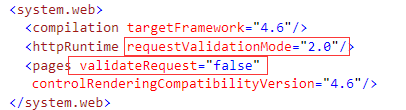 <system.web>
<compilation targetFramework="4.6"/>
<httpRuntime requestValidationMode="2.0"/>
<pages validateRequest="false"
controlRenderingCompatibilityVersion="4.6"/>
</system.web>